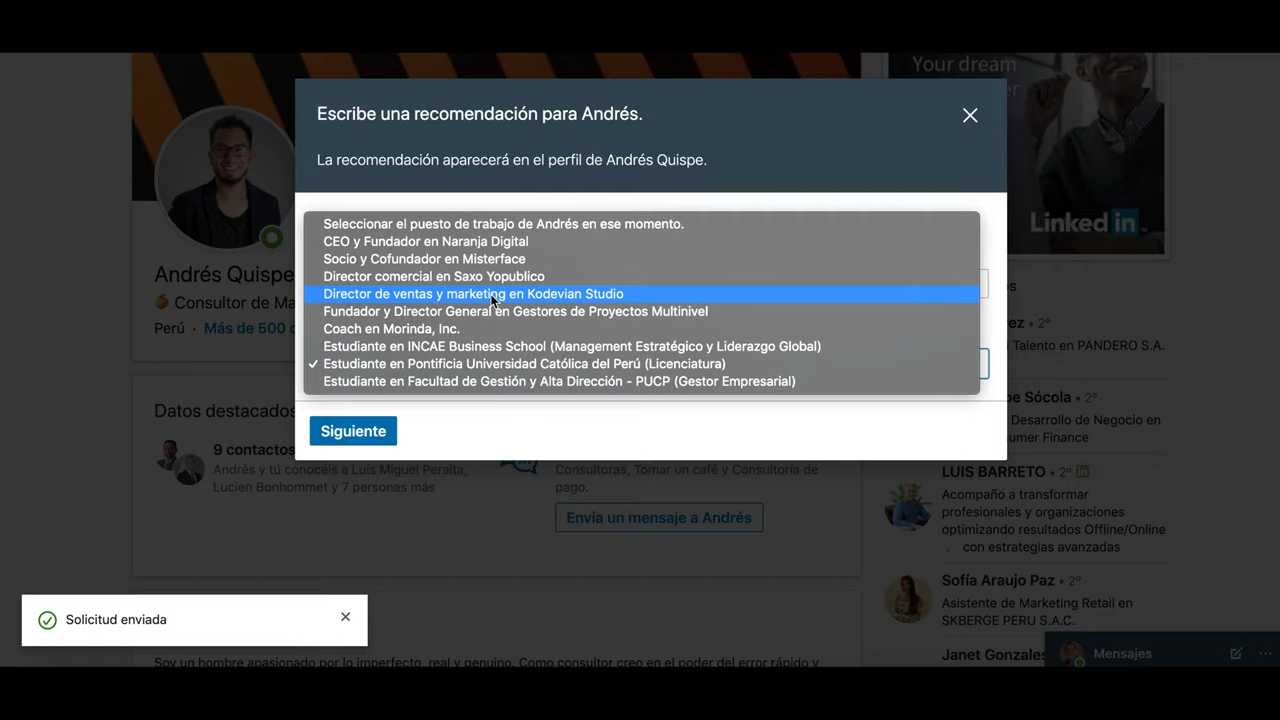 Your dream
er
Linked in
Escribe una recomendación para Andrés.
La recomendación aparecerá en el perfil de Andrés Quispe.
Seleccionar el puesto de trabajo de Andrés en ese momento.
CEO y Fundador en Naranja Digital
Socio y Cofundador en Misterface
Director comercial en Saxo Yopublico
Director de ventas y marketing en Kodevian Studio
Fundador y Director General en Gestores de Proyectos Multinivel
Coach en Morinda, Inc.
Estudiante en INCAE Business School (Management Estratégico y Liderazgo Global)
Estudiante en Pontificia Universidad Católica del Perú (Licenciatura)
Estudiante en Facultad de Gestión y Alta Dirección - PUCP (Gestor Empresarial)
Siguiente
Andrés Quispe
Consultor de Ma
Perú · Más de 500 c
Datos destacados
9 contactos
Andrés y tú conocéis a Luis Miguel Peralta,
Lucien Bonhommet y 7 personas más
Consultoras, Tomar un café y Consultoría de
pago.
Envía un mensaje a Andrés
Soy un hombre apasionado por lo imperfecto, real y genuino. Como consultor creo en el poder del error rápido y
os
ez • 2º
l Talento en PANDERO S.A.
pe Sócola • 2º
Desarrollo de Negocio en
umer Finance
LUIS BARRETO • 2º
Acompaño a transformar
profesionales y organizaciones
optimizando resultados Offline/Online
con estrategias avanzadas
Sofía Araujo Paz • 2º
Asistente de Marketing Retail en
SKBERGE PERU S.A.C.
Janet Gonzales
Mensajes
Solicitud enviada